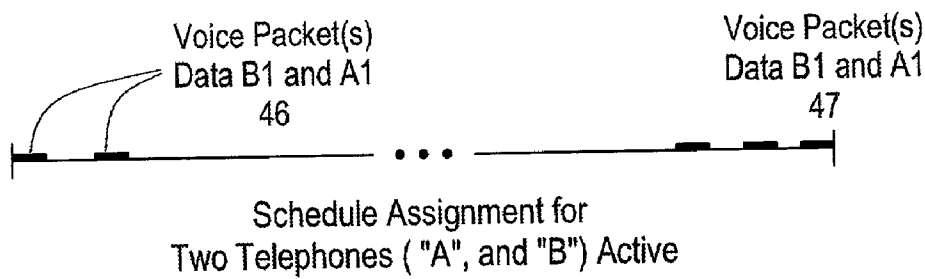 Voice Packet(s)
Data B1 and A1
46
Voice Packet(s)
Data B1 and A1
47
Schedule Assignment for
Two Telephones ( "A", and "B") Active